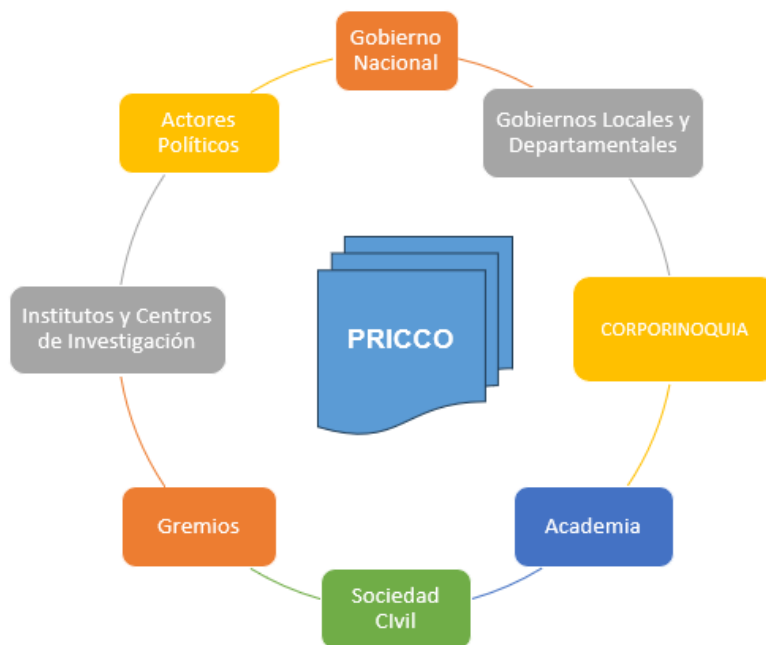 Gobierno
Nacional
Gobiernos Locales y
Departamentales
CORPORINOQUIA
Academia
Sociedad
CIvil
Gremios
Institutos y Centros
de Investigación
Actores
Políticos
PRICCO